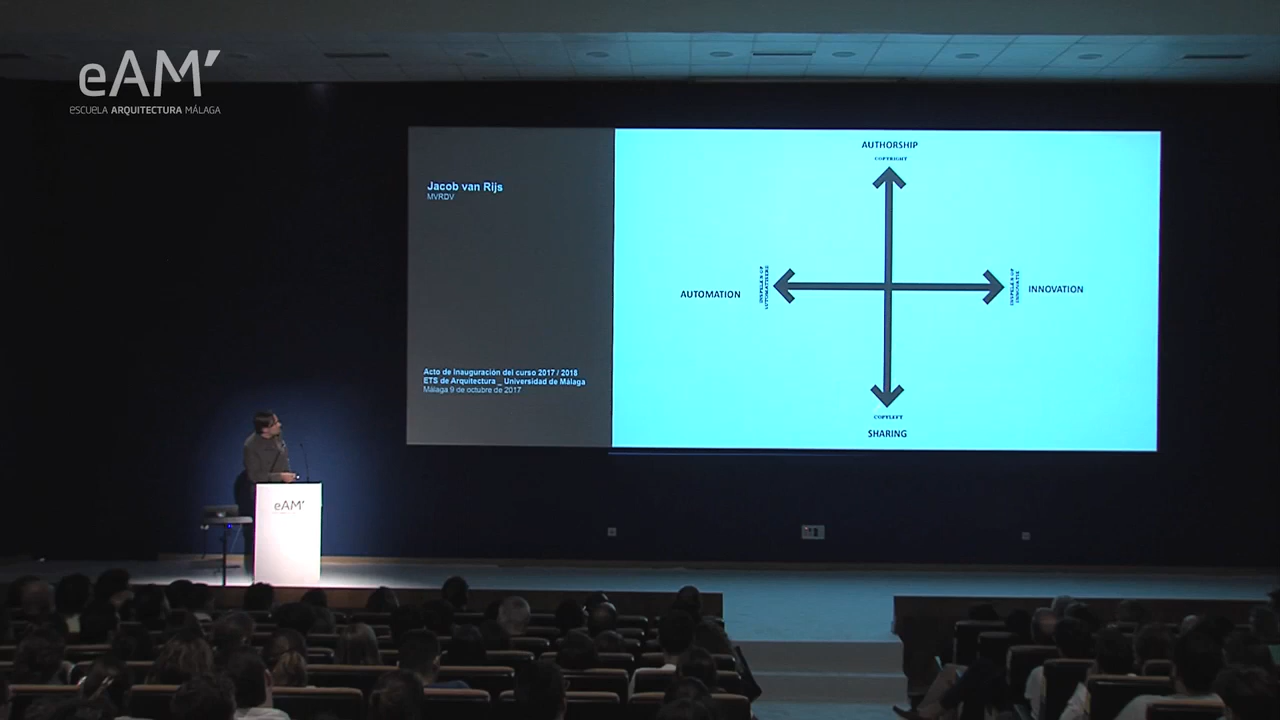 eAM'
ESCUELA ARQUITECTURA MÁLAGA
Jacob van Rijs
MVRDV
Acto de Inauguración del curso 2017 / 2018
ETS de Arquitectura _ Universidad de Málaga
Málaga 9 de octubre de 2017
AUTHORSHIP
COPYRIGHT
AUTOMATION
INNOVATION
COPYLEFT
SHARING
eAM'